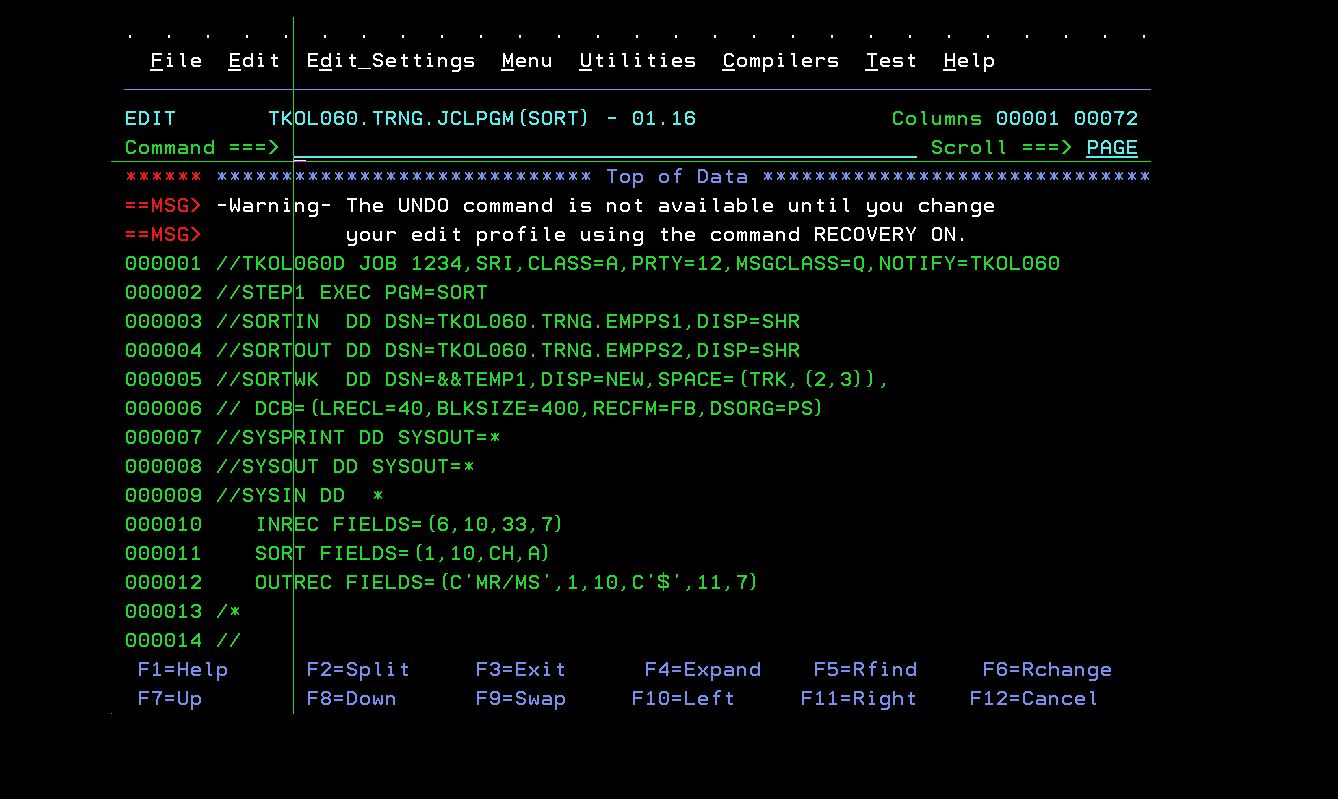 . . . . . . . . . . . . . . . . . . . . . . . . . . .
File Edit Edit_Settings Menu Utilities Compilers Test Help
EDIT TKOL060.TRNG.JCLPGM(SORT) - 01.16 Columns 00001 00072
Command ===> Scroll ===> PAGE
****** ***************************** Top of Data ******************************
==MSG> -Warning- The UNDO command is not available until you change
==MSG> your edit profile using the command RECOVERY ON.
000001 //TKOL060D JOB 1234,SRI,CLASS=A,PRTY=12,MSGCLASS=Q,NOTIFY=TKOL060
000002 //STEP1 EXEC PGM=SORT
000003 //SORTIN  DD DSN=TKOL060.TRNG.EMPPS1,DISP=SHR
000004 //SORTOUT DD DSN=TKOL060.TRNG.EMPPS2,DISP=SHR
000005 //SORTWK  DD DSN=&&TEMP1,DISP=NEW,SPACE=(TRK,(2,3)),
000006 // DCB=(LRECL=40,BLKSIZE=400,RECFM=FB,DSORG=PS)
000007 //SYSPRINT DD SYSOUT=*
000008 //SYSOUT DD SYSOUT=*
000009 //SYSIN DD  *
000010    INREC FIELDS=(6,10,33,7)
000011    SORT FIELDS=(1,10,CH,A)
000012    OUTREC FIELDS=(C'MR/MS',1,10,C'$',11,7)
000013 /*
000014 //
F1=Help F2=Split F3=Exit F4=Expand F5=Rfind F6=Rchange
F7=Up F8=Down F9=Swap F10=Left F11=Right F12=Cancel